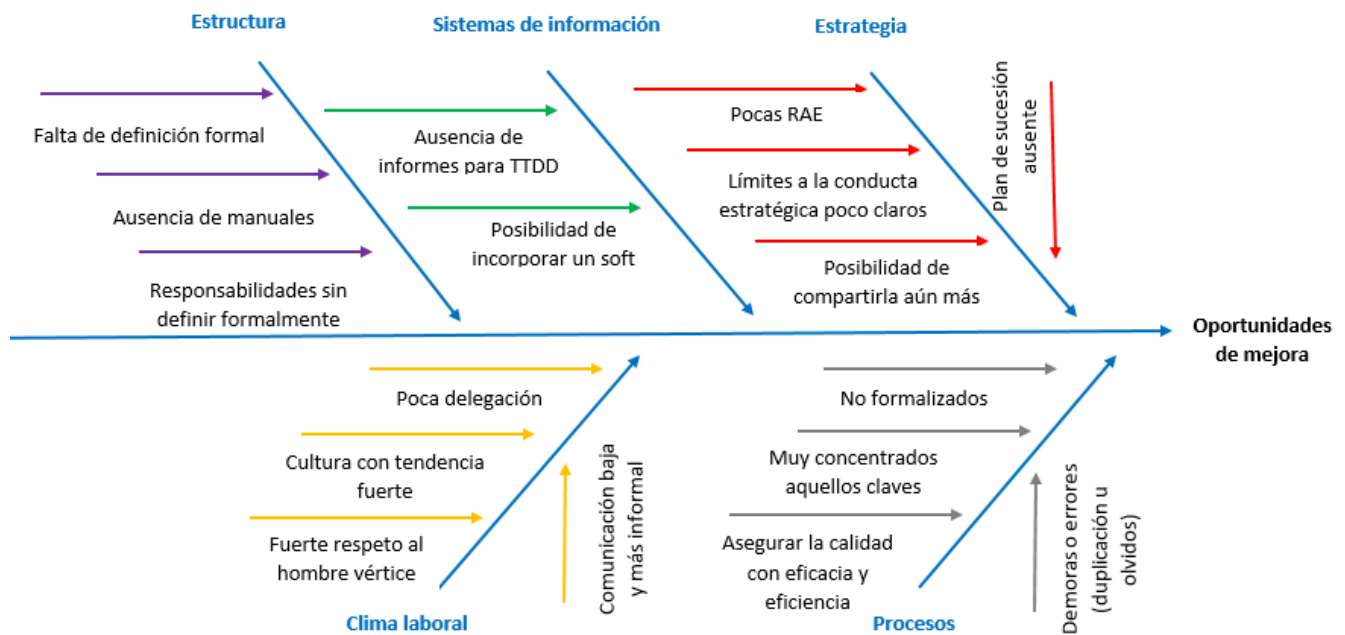 Estructura
Sistemas de información
Estrategia
Falta de definición formal
Ausencia de manuales
Responsabilidades sin
definir formalmente
Ausencia de
informes para TTDD
Posibilidad de
incorporar un soft
Pocas RAE
Límites a la conducta
estratégica poco claros
Posibilidad de
compartirla aún más
Plan de sucesión
ausente
Oportunidades
de mejora
Poca delegación
Cultura con tendencia
fuerte
Fuerte respeto al
hombre vértice
Comunicación baja
y más informal
Clima laboral
No formalizados
Muy concentrados
aquellos claves
Asegurar la calidad
con eficacia y
eficiencia
Demoras o errores
(duplicación u
olvidos)
Procesos